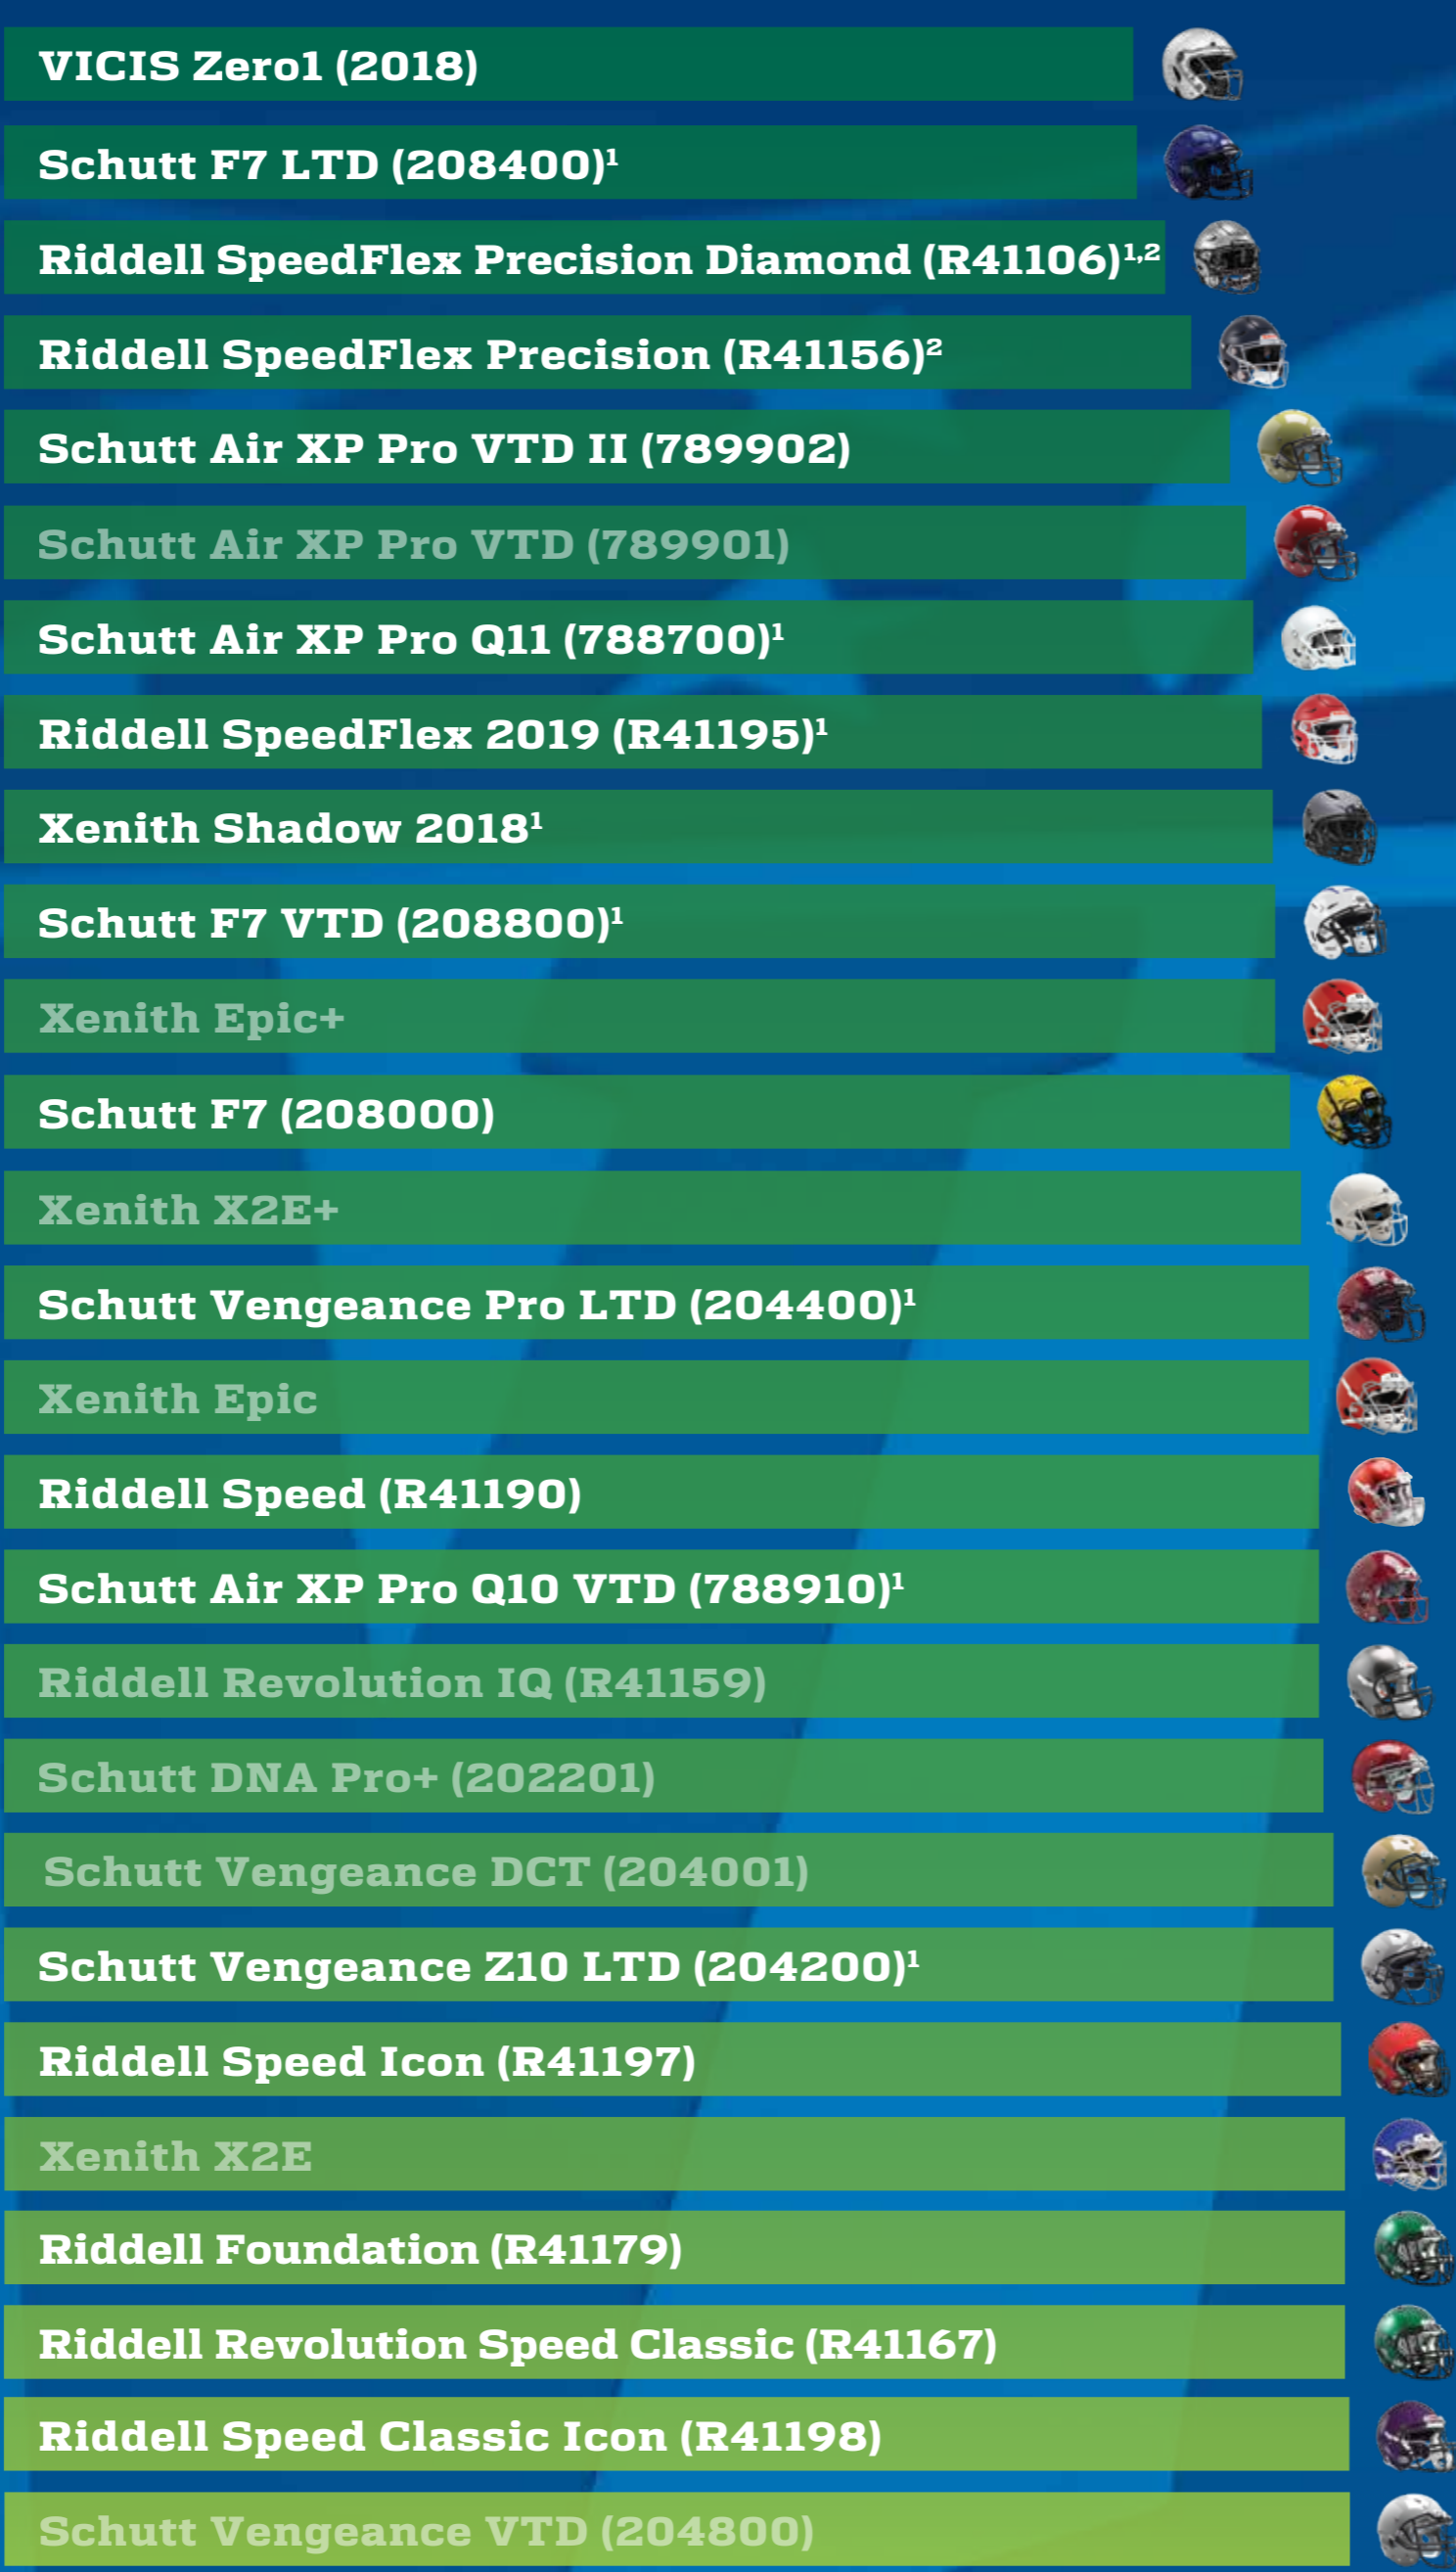 VICIS Zero1 (2018)
Schutt F7 LTD (208400)¹
Riddell SpeedFlex Precision Diamond (R41106)¹,²
Riddell SpeedFlex Precision (R41156)²
Schutt Air XP Pro VTD II (789902)
Schutt Air XP Pro VTD (789901)
Schutt Air XP Pro Q11 (788700)¹
Riddell SpeedFlex 2019 (R41195)¹
Xenith Shadow 2018¹
Schutt F7 VTD (208800)¹
Xenith Epic+
Schutt F7 (208000)
Xenith X2E+
Schutt Vengeance Pro LTD (204400)¹
Xenith Epic
Riddell Speed (R41190)
Schutt Air XP Pro Q10 VTD (788910)¹
Riddell Revolution IQ (R41159)
Schutt DNA Pro+ (202201)
Schutt Vengeance DCT (204001)
Schutt Vengeance Z10 LTD (204200)¹
Riddell Speed Icon (R41197)
Xenith X2E
Riddell Foundation (R41179)
Riddell Revolution Speed Classic (R41167)
Riddell Speed Classic Icon (R41198)
Schutt Vengeance VTD (204800)